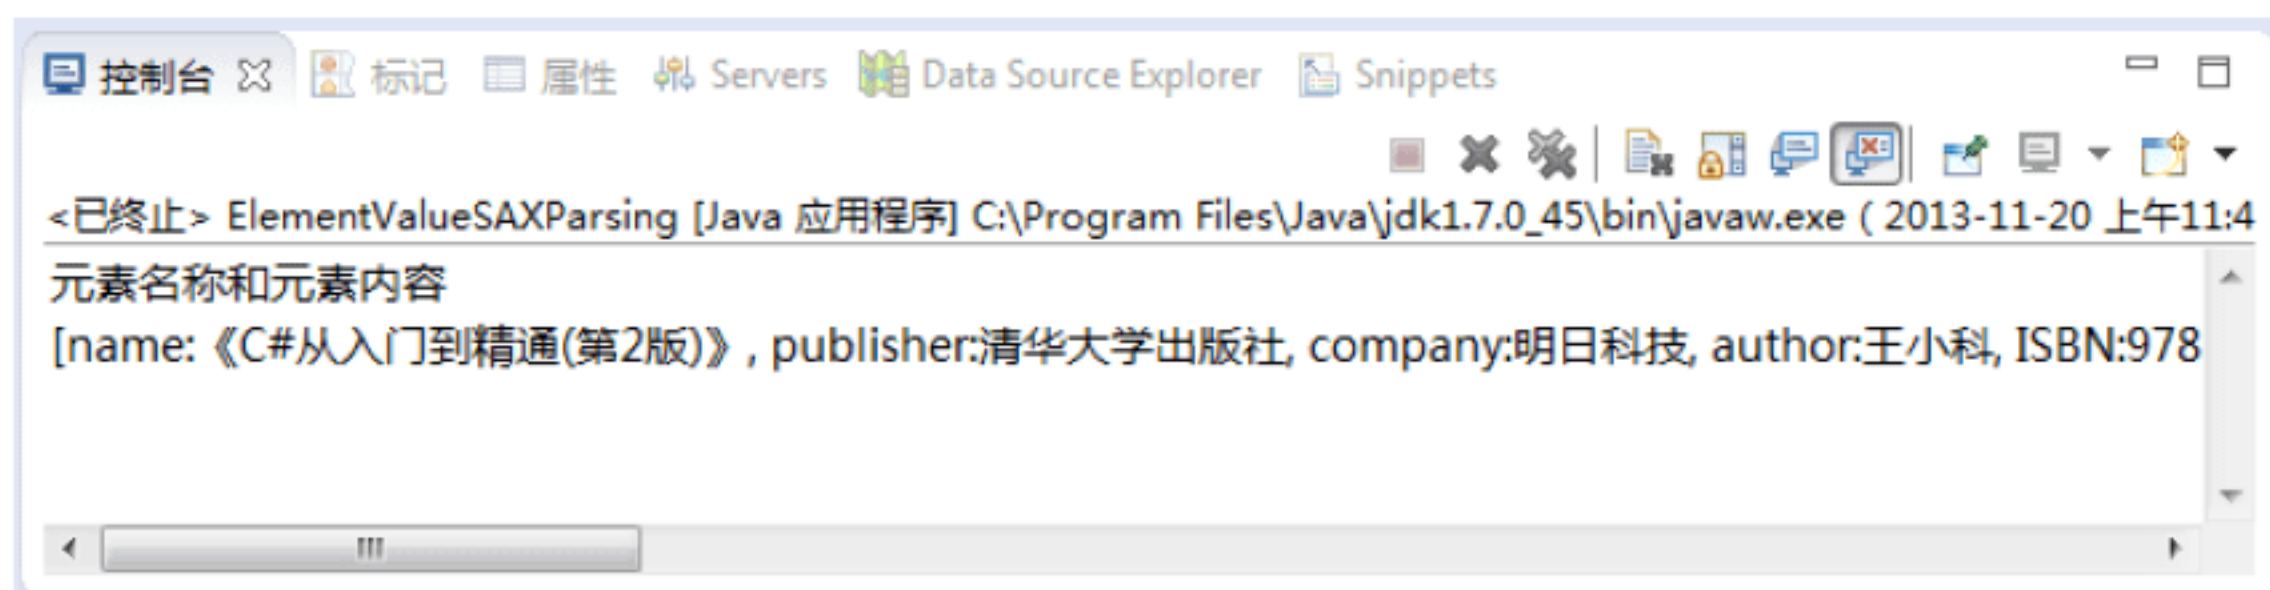 控制台 标记 属性 Servers Data Source Explorer Snippets
<已终止> ElementValueSAXParsing [Java 应用程序] C:\Program Files\Java\jdk1.7.0_45\bin\javaw.exe ( 2013-11-20 上午11:4
元素名称和元素内容
[name:《C#从入门到精通(第2版)》, publisher:清华大学出版社, company:明日科技, author:王小科, ISBN:978